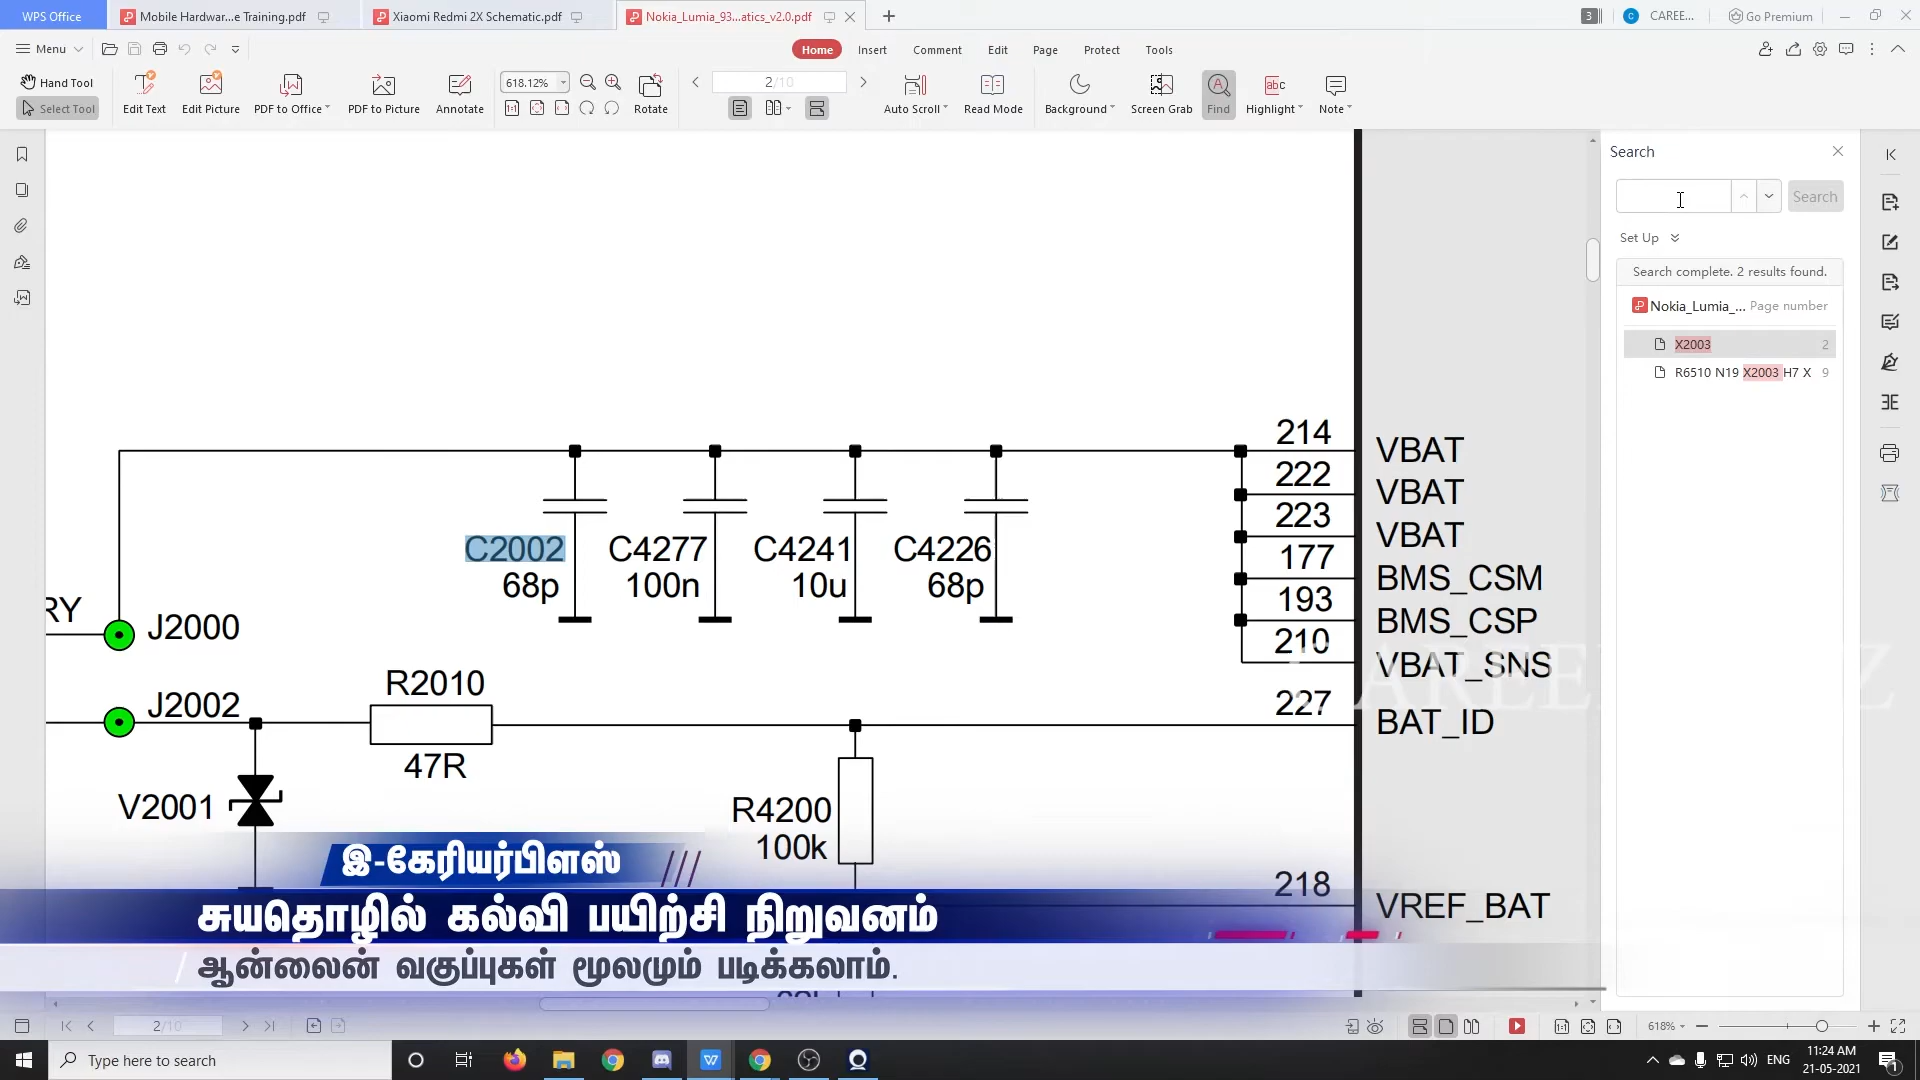 WPS Office
Mobile Hardwar...e Training.pdf
Xiaomi Redmi 2X Schematic.pdf
Nokia_Lumia_93...atics_v2.0.pdf
3
C
CAREE...
Go Premium
Menu
Home
Insert
Comment
Edit
Page
Protect
Tools
Hand Tool
Select Tool
Edit Text
Edit Picture
PDF to Office
PDF to Picture
Annotate
618.12%
Rotate
2/10
Auto Scroll
Read Mode
Background
Screen Grab
Find
Highlight
Note
Search
Search
Set Up
Search complete. 2 results found.
Nokia_Lumia_... Page number
X2003 2
R6510 N19 X2003 H7 X 9
214 VBAT
222 VBAT
223 VBAT
177 BMS_CSM
193 BMS_CSP
210 VBAT_SNS
227 BAT_ID
218 VREF_BAT
C2002
68p
C4277
100n
C4241
10u
C4226
68p
RY
J2000
J2002
R2010
47R
V2001
R4200
100k
இ-கேரியர்பிளஸ்
சுயதொழில் கல்வி பயிற்சி நிறுவனம்
ஆன்லைன் வகுப்புகள் மூலமும் படிக்கலாம்.
2/10
618%
Type here to search
ENG
11:24 AM
21-05-2021
1